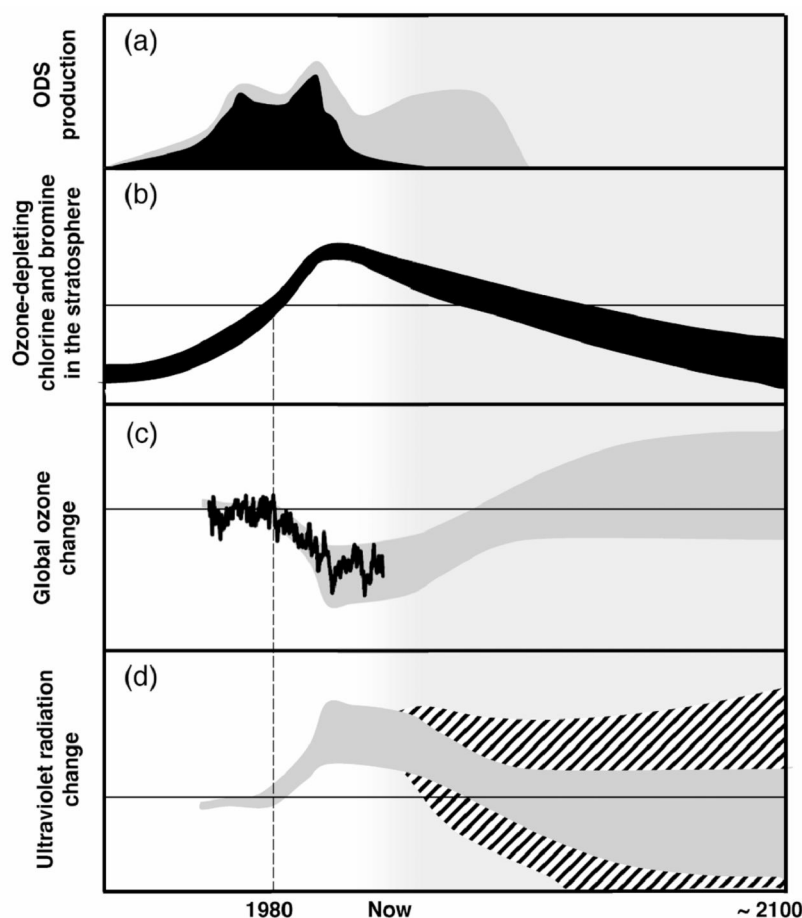 (a)
ODS
production
(b)
Ozone-depleting
chlorine and bromine
in the stratosphere
(c)
Global ozone
change
(d)
Ultraviolet radiation
change
1980
Now
~ 2100